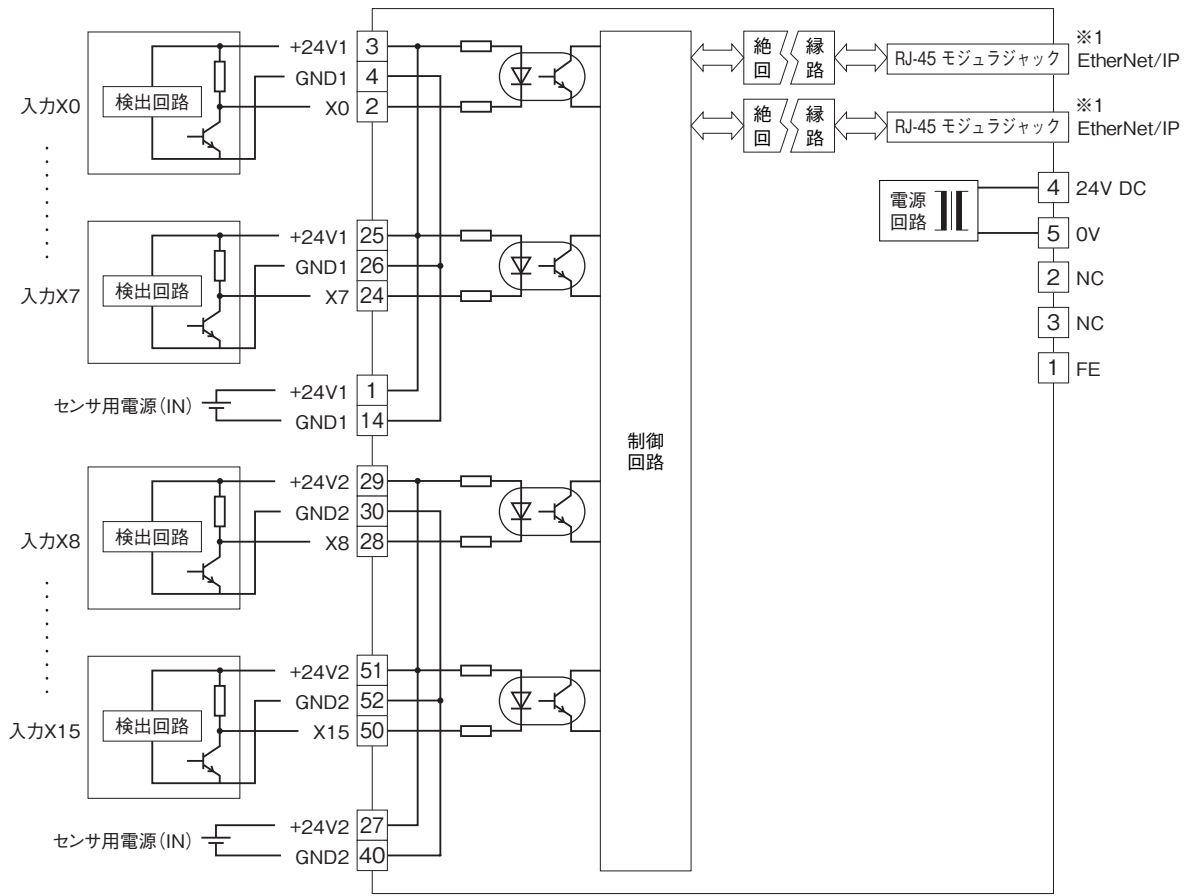 入力X0
検出回路
+24V1 3
GND1 4
X0 2
入力X7
検出回路
+24V1 25
GND1 26
X7 24
センサ用電源(IN)
+24V1 1
GND1 14
入力X8
検出回路
+24V2 29
GND2 30
X8 28
入力X15
検出回路
+24V2 51
GND2 52
X15 50
センサ用電源(IN)
+24V2 27
GND2 40
制御
回路
絶 縁
回 路
RJ-45 モジュラジャック
※1
EtherNet/IP
絶 縁
回 路
RJ-45 モジュラジャック
※1
EtherNet/IP
電源
回路
4 24V DC
5 0V
2 NC
3 NC
1 FE